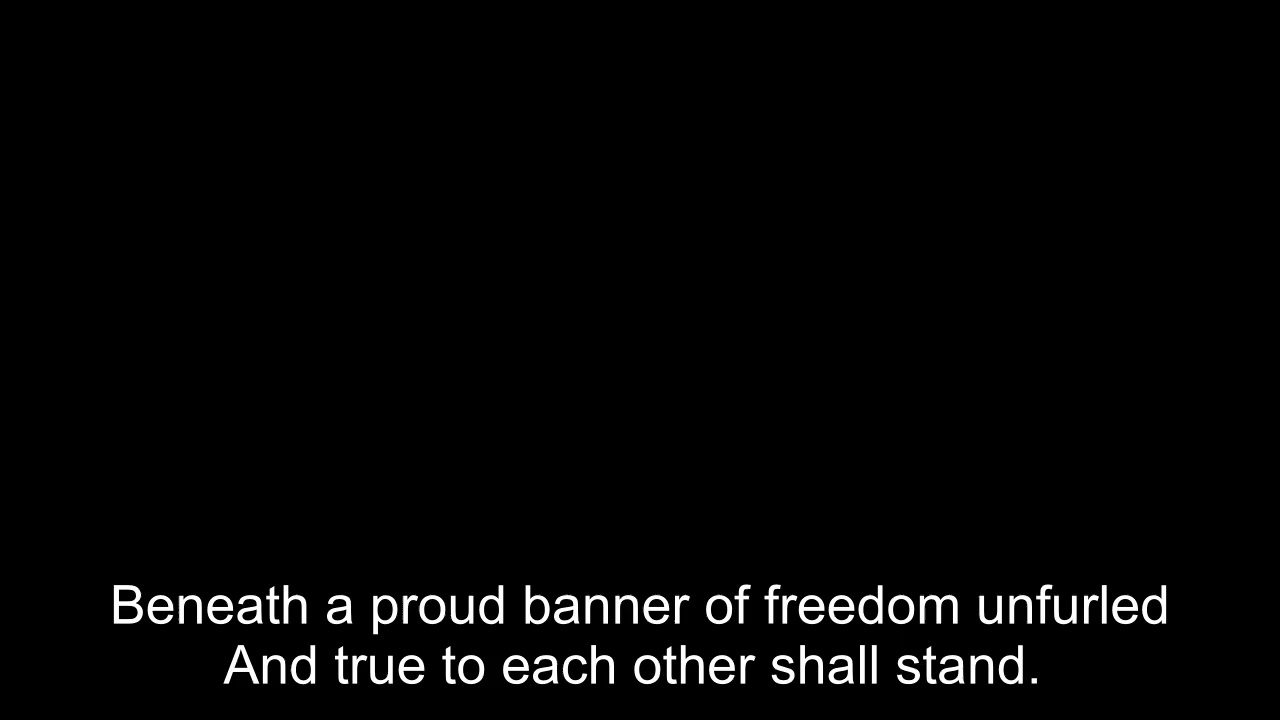 Beneath a proud banner of freedom unfurled
And true to each other shall stand.